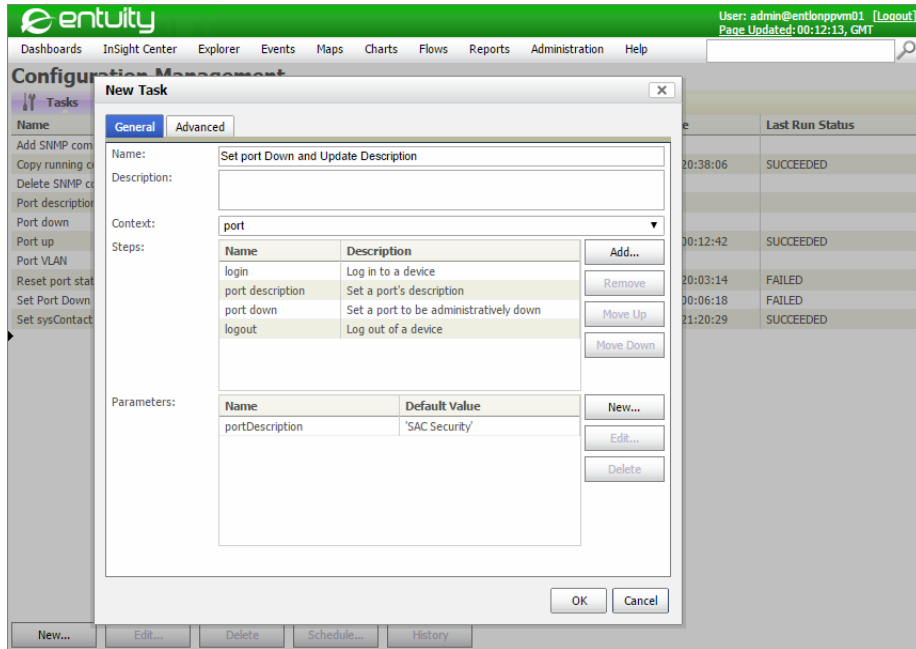 entuity
User: admin@entlonppvm01 [Logout]
Page Updated:00:12:13, GMT
Dashboards InSight Center Explorer Events Maps Charts Flows Reports Administration Help
Configuration Management
Tasks
New Task
General Advanced
Name Last Run Status
Add SNMP com
Copy running c 20:38:06 SUCCEEDED
Delete SNMP c
Port description
Port down
Port up 00:12:42 SUCCEEDED
Port VLAN
Reset port stat 20:03:14 FAILED
Set Port Down 00:06:18 FAILED
Set sysContact 21:20:29 SUCCEEDED
Name: Set port Down and Update Description
Description:
Context: port
Steps:
Name Description
login Log in to a device
port description Set a port's description
port down Set a port to be administratively down
logout Log out of a device
Add...
Remove
Move Up
Move Down
Parameters:
Name Default Value
portDescription 'SAC Security'
New...
Edit...
Delete
OK Cancel
New... Edit... Delete Schedule... History